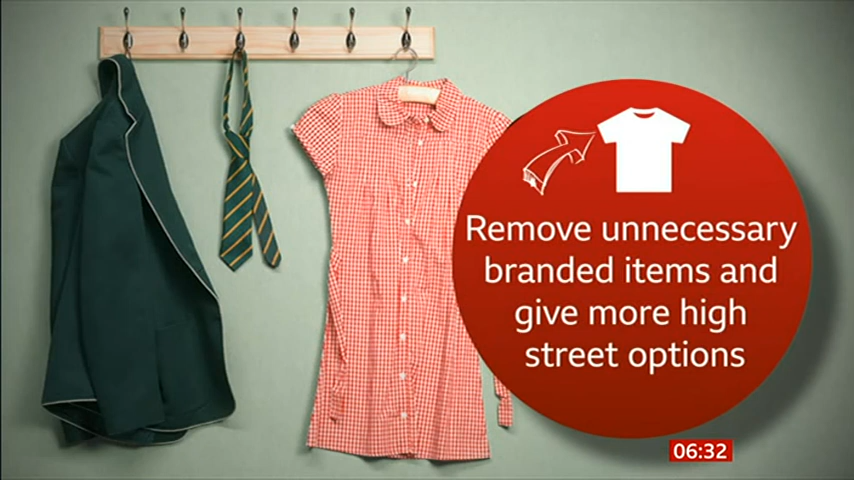 Remove unnecessary
branded items and
give more high
street options
06:32